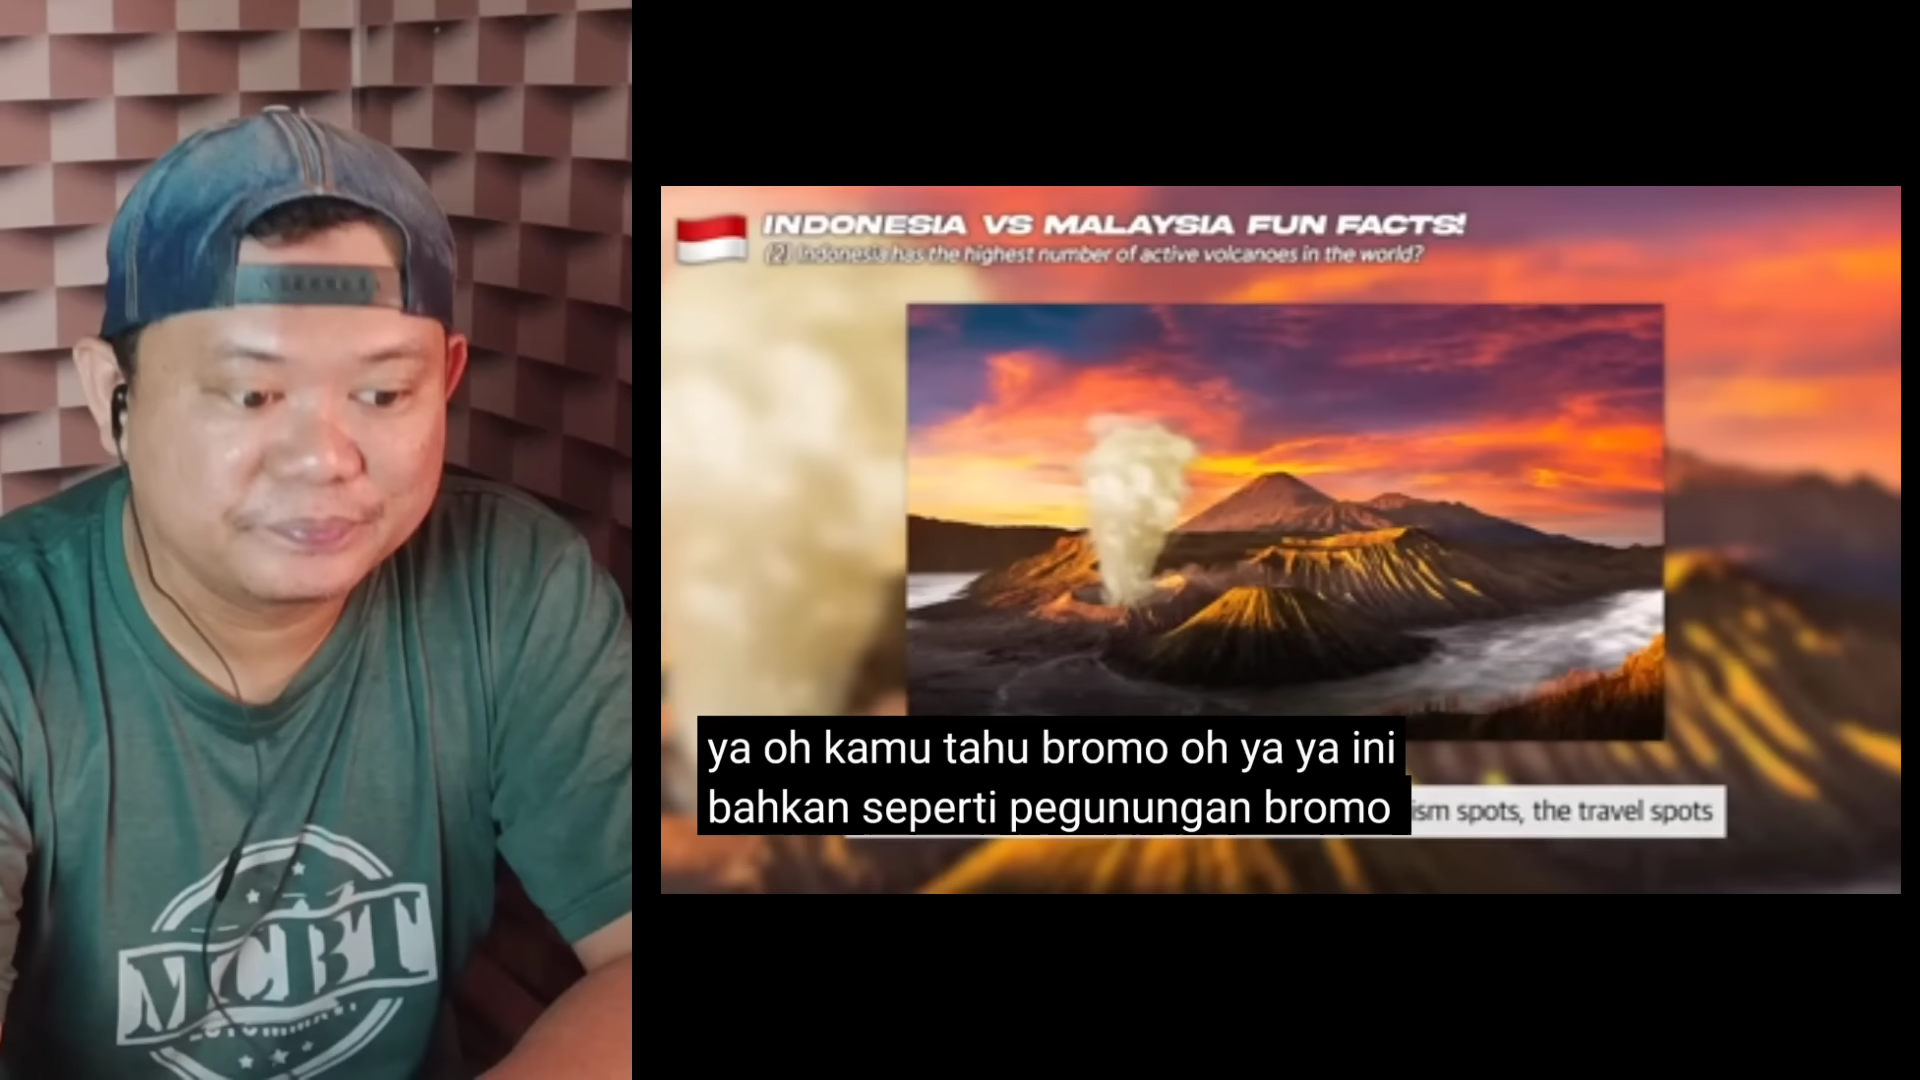 INDONESIA VS MALAYSIA FUN FACTS!
(2) Indonesia has the highest number of active volcanoes in the world?
ya oh kamu tahu bromo oh ya ya ini
bahkan seperti pegunungan bromo
spots, the travel spots
MCBT